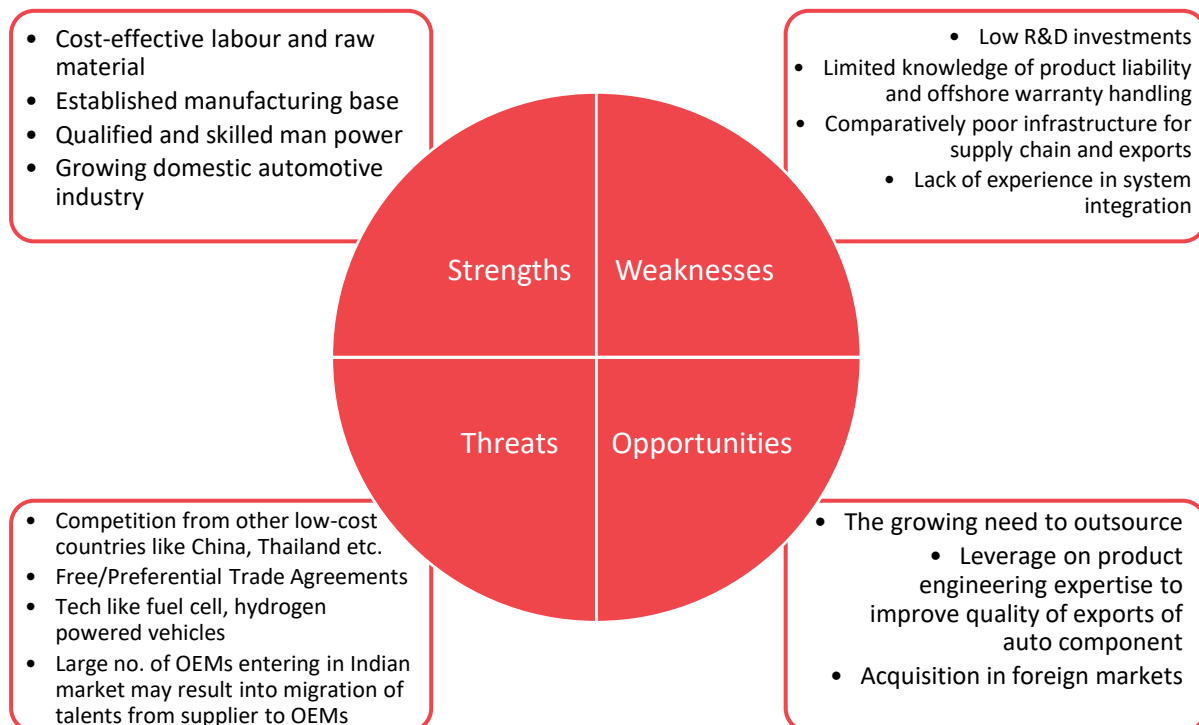 • Cost-effective labour and raw
material
• Established manufacturing base
• Qualified and skilled man power
• Growing domestic automotive
industry
• Low R&D investments
• Limited knowledge of product liability
and offshore warranty handling
• Comparatively poor infrastructure for
supply chain and exports
• Lack of experience in system
integration
Strengths
Weaknesses
Threats
Opportunities
• Competition from other low-cost
countries like China, Thailand etc.
• Free/Preferential Trade Agreements
• Tech like fuel cell, hydrogen
powered vehicles
• Large no. of OEMs entering in Indian
market may result into migration of
talents from supplier to OEMs
• The growing need to outsource
• Leverage on product
engineering expertise to
improve quality of exports of
auto component
• Acquisition in foreign markets